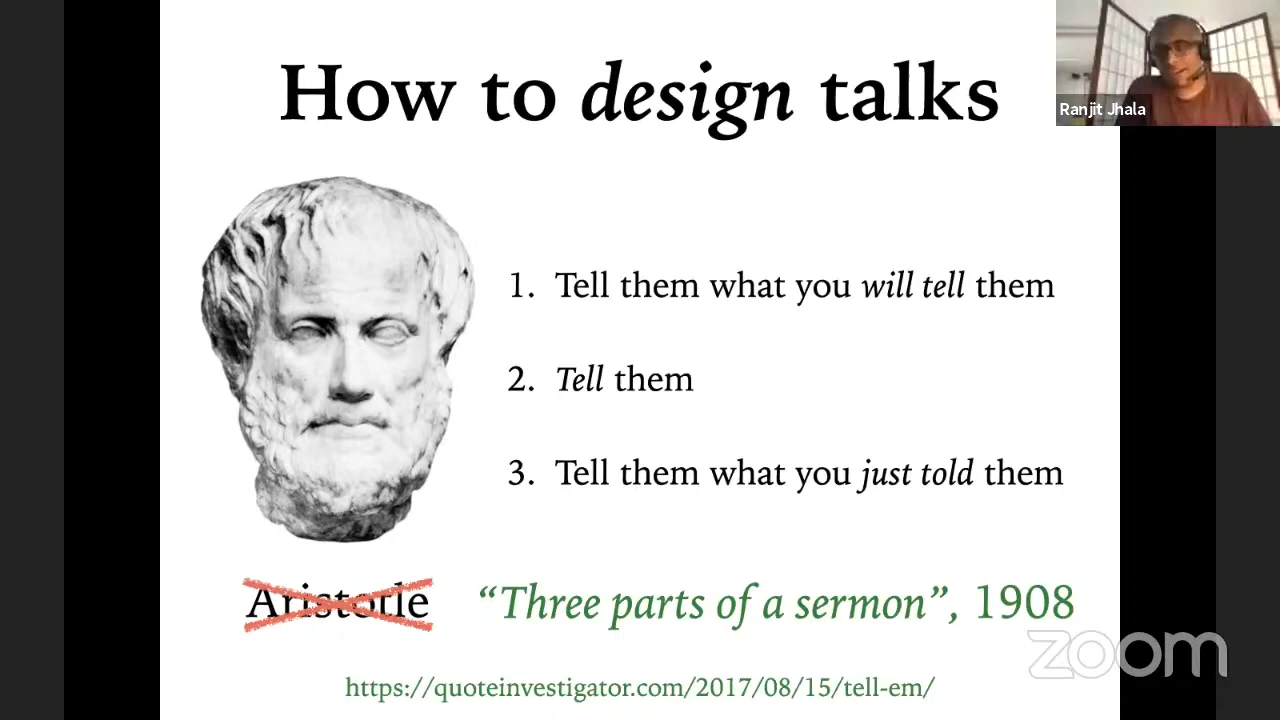 How to design talks
Ranjit Jhala
1. Tell them what you will tell them
2. Tell them
3. Tell them what you just told them
Aristotle
“Three parts of a sermon”, 1908
zoom
https://quoteinvestigator.com/2017/08/15/tell-em/